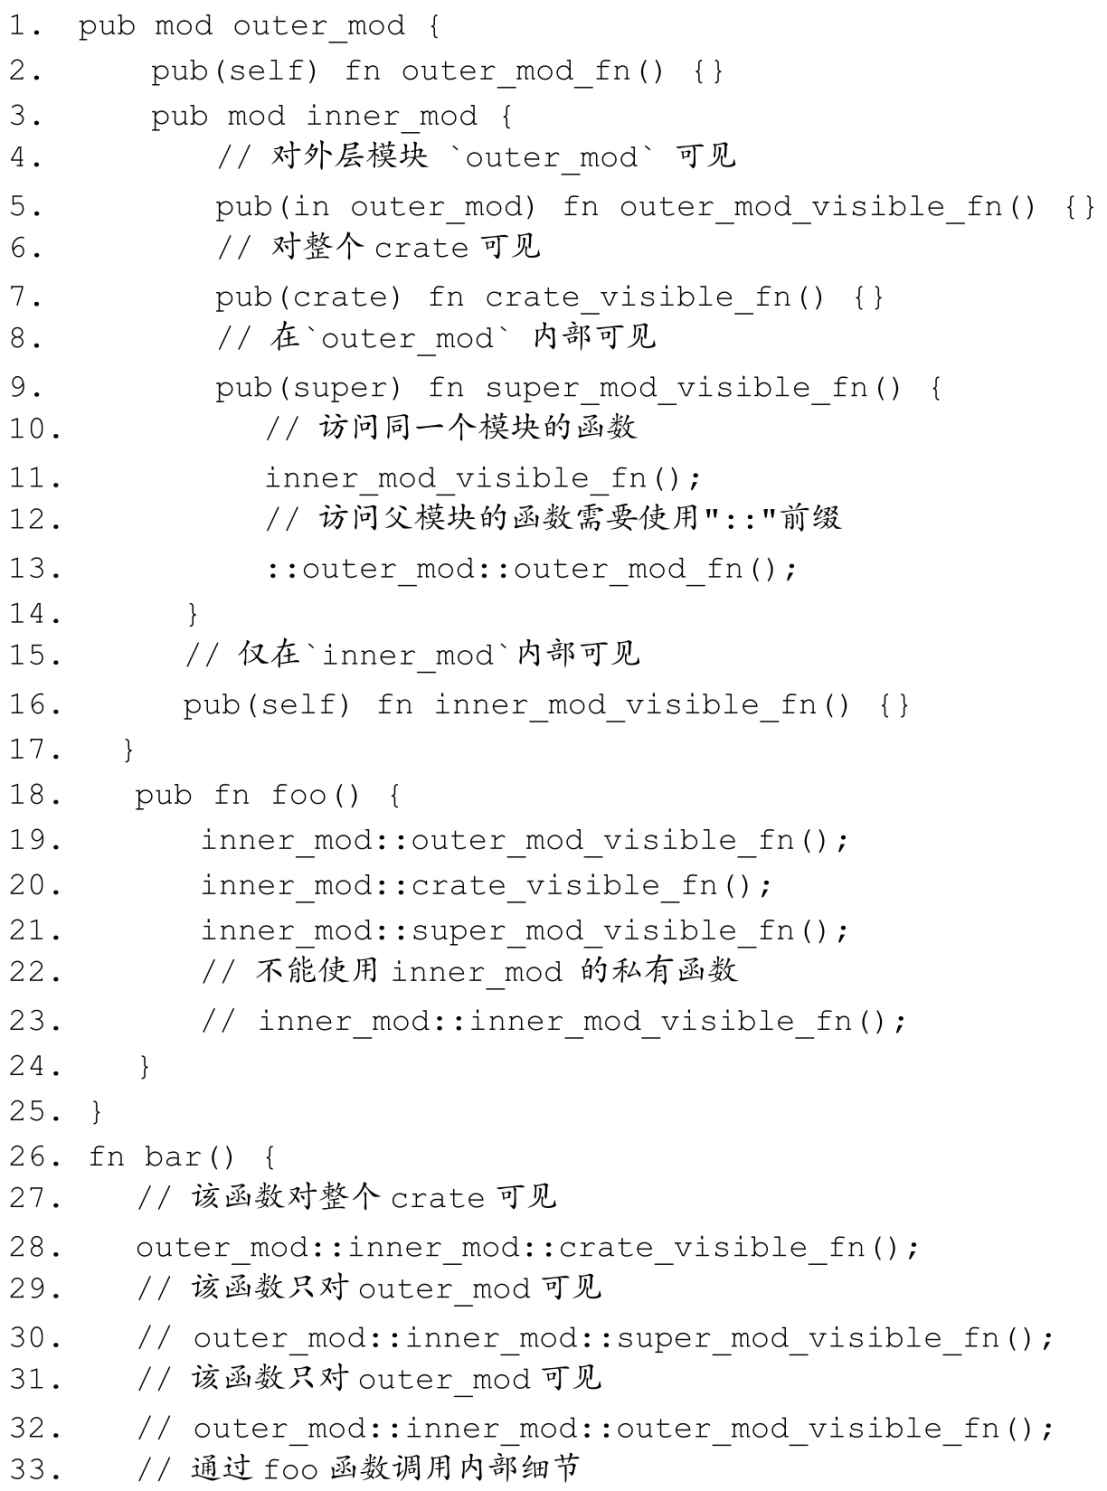 1. pub mod outer_mod {
2.     pub(self) fn outer_mod_fn() {}
3.     pub mod inner_mod {
4.         // 对外层模块 `outer_mod` 可见
5.         pub(in outer_mod) fn outer_mod_visible_fn() {}
6.         // 对整个 crate 可见
7.         pub(crate) fn crate_visible_fn() {}
8.         // 在`outer_mod` 内部可见
9.         pub(super) fn super_mod_visible_fn() {
10.            // 访问同一个模块的函数
11.            inner_mod_visible_fn();
12.            // 访问父模块的函数需要使用"::"前缀
13.            ::outer_mod::outer_mod_fn();
14.       }
15.       // 仅在`inner_mod`内部可见
16.       pub(self) fn inner_mod_visible_fn() {}
17.   }
18.    pub fn foo() {
19.        inner_mod::outer_mod_visible_fn();
20.        inner_mod::crate_visible_fn();
21.        inner_mod::super_mod_visible_fn();
22.        // 不能使用 inner_mod 的私有函数
23.        // inner_mod::inner_mod_visible_fn();
24.    }
25. }
26. fn bar() {
27.    // 该函数对整个 crate 可见
28.    outer_mod::inner_mod::crate_visible_fn();
29.    // 该函数只对 outer_mod 可见
30.    // outer_mod::inner_mod::super_mod_visible_fn();
31.    // 该函数只对 outer_mod 可见
32.    // outer_mod::inner_mod::outer_mod_visible_fn();
33.    // 通过 foo 函数调用内部细节